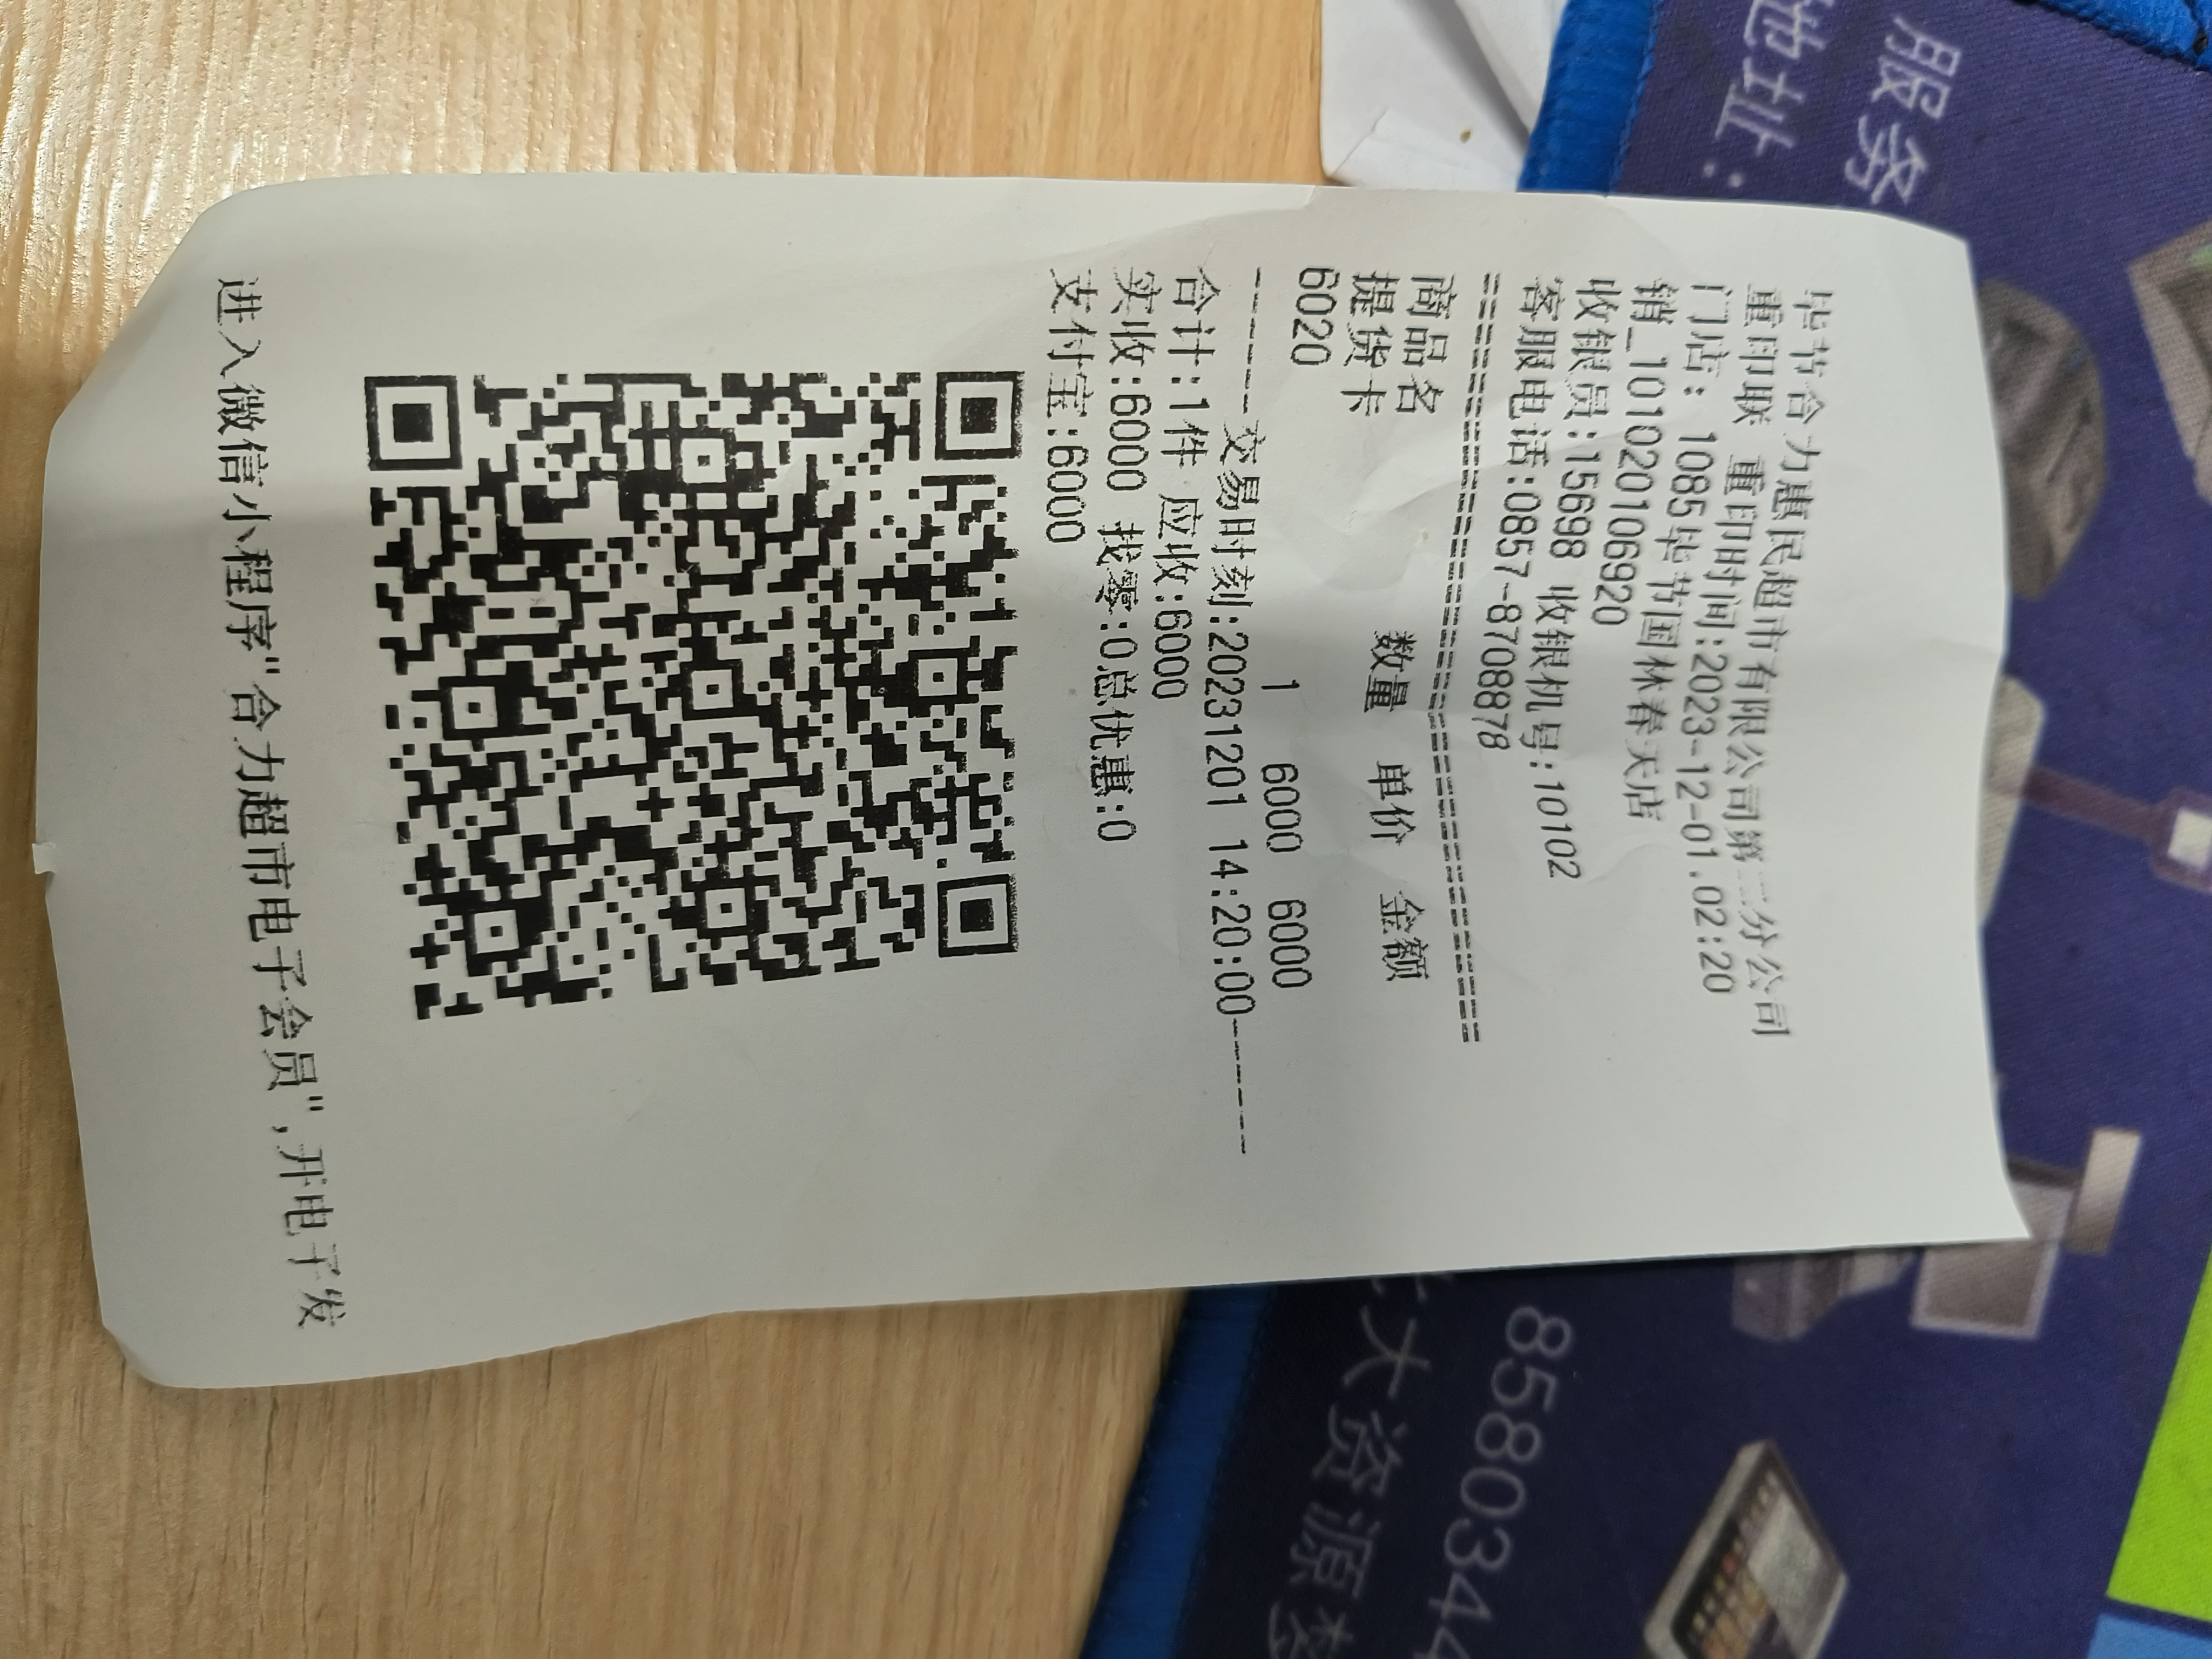 毕节合力惠民超市有限公司第二分公司
重印联 重印时间:2023-12-01.02:20
门店: 1085毕节国林春天店
销_101020106920
收银员:15698 收银机号:10102
客服电话:0857-8708878
================================
商品名 数量 单价 金额
提货卡
6020 1 6000 6000
------交易时刻:20231201 14:20:00------
合计:1件 应收:6000
实收:6000 找零:0总优惠:0
支付宝:6000
进入微信小程序"合力超市电子会员",开电子发
服务
地址:
8580344
大资源